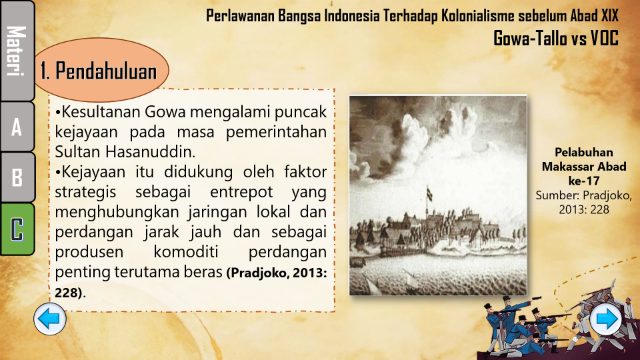 Perlawanan Bangsa Indonesia Terhadap Kolonialisme sebelum Abad XIX
Gowa-Tallo vs VOC
Materi
A
B
C
1. Pendahuluan
•Kesultanan Gowa mengalami puncak
kejayaan pada masa pemerintahan
Sultan Hasanuddin.
•Kejayaan itu didukung oleh faktor
strategis sebagai entrepot yang
menghubungkan jaringan lokal dan
perdangan jarak jauh dan sebagai
produsen komoditi perdangan
penting terutama beras (Pradjoko, 2013:
228).
Pelabuhan
Makassar Abad
ke-17
Sumber: Pradjoko,
2013: 228